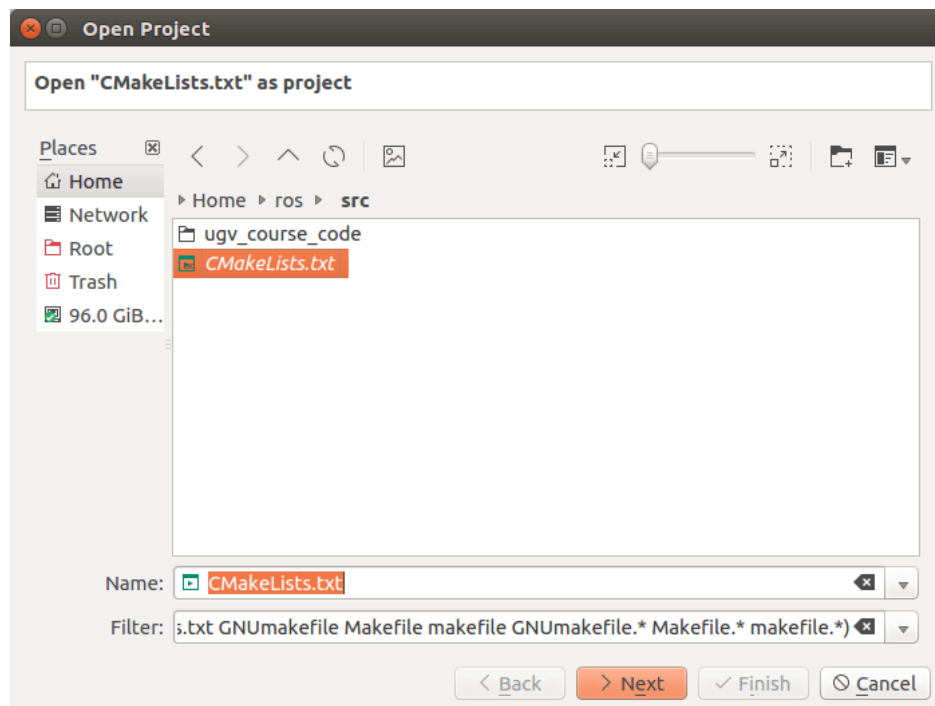 Open Project
Open "CMakeLists.txt" as project
Places
Home
Network
Root
Trash
96.0 GiB...
Home ros src
ugv_course_code
CMakeLists.txt
Name: CMakeLists.txt
Filter: s.txt GNUmakefile Makefile makefile GNUmakefile.* Makefile.* makefile.*)
< Back > Next Finish Cancel